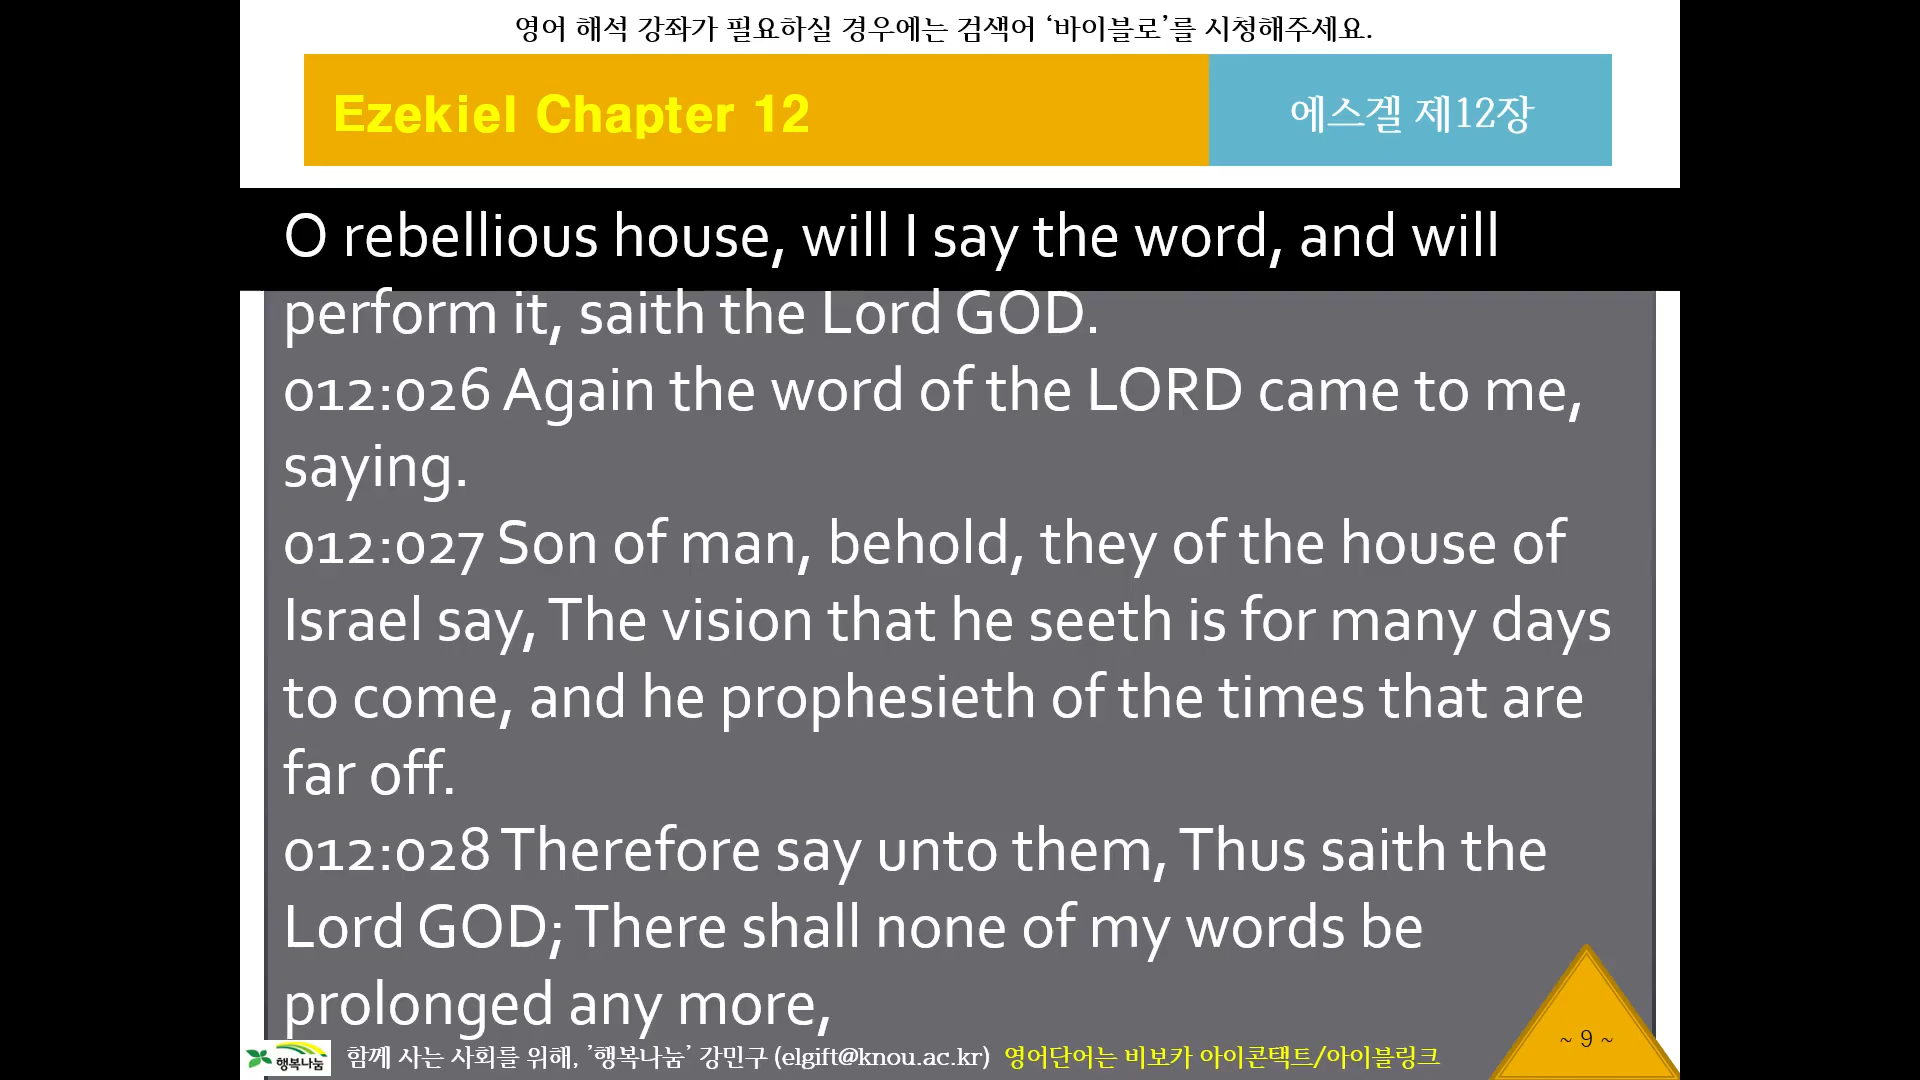 영어 해석 강좌가 필요하실 경우에는 검색어 ‘바이블로’를 시청해주세요.
Ezekiel Chapter 12
에스겔 제12장
O rebellious house, will I say the word, and will
perform it, saith the Lord GOD.
012:026 Again the word of the LORD came to me,
saying.
012:027 Son of man, behold, they of the house of
Israel say, The vision that he seeth is for many days
to come, and he prophesieth of the times that are
far off.
012:028 Therefore say unto them, Thus saith the
Lord GOD; There shall none of my words be
prolonged any more,
~ 9 ~
행복나눔
함께 사는 사회를 위해, ’행복나눔’ 강민구 (elgift@knou.ac.kr) 영어단어는 비보카 아이콘택트/아이블링크